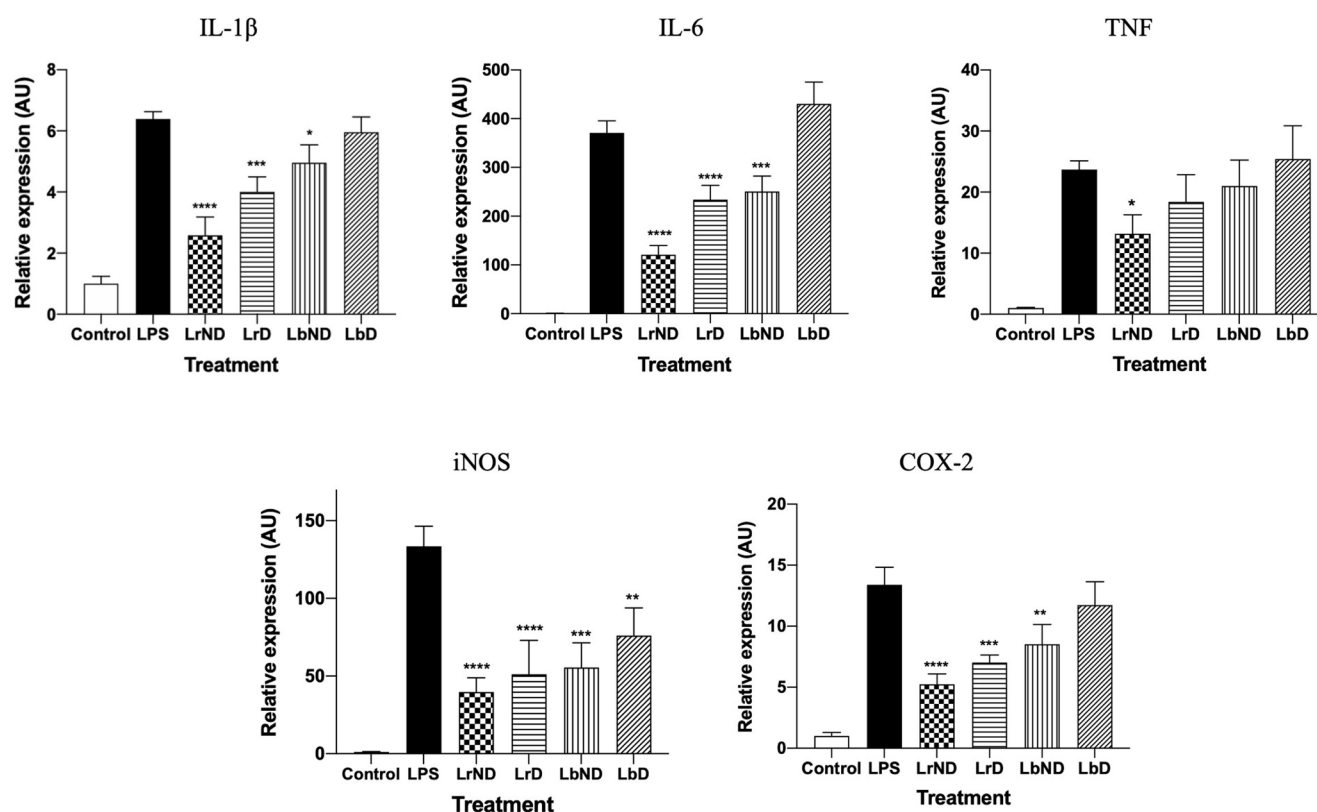 IL-1β
Relative expression (AU)
8
6
4
2
0
* 
***
****
Control LPS LrND LrD LbND LbD
Treatment
IL-6
Relative expression (AU)
500
400
300
200
100
0
**** ***
****
Control LPS LrND LrD LbND LbD
Treatment
TNF
Relative expression (AU)
40
30
20
10
0
*
Control LPS LrND LrD LbND LbD
Treatment
iNOS
Relative expression (AU)
150
100
50
0
**
**** ***
****
Control LPS LrND LrD LbND LbD
Treatment
COX-2
Relative expression (AU)
20
15
10
5
0
**
***
****
Control LPS LrND LrD LbND LbD
Treatment